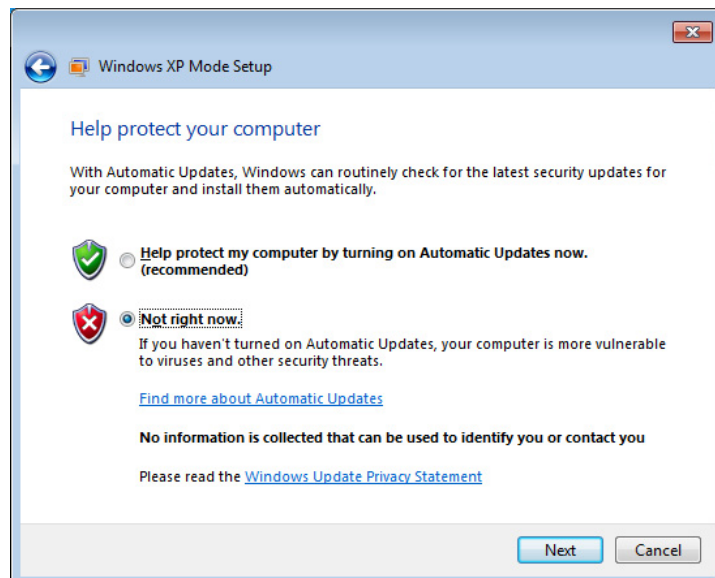 Windows XP Mode Setup
Help protect your computer
With Automatic Updates, Windows can routinely check for the latest security updates for
your computer and install them automatically.
Help protect my computer by turning on Automatic Updates now.
(recommended)
Not right now.
If you haven't turned on Automatic Updates, your computer is more vulnerable
to viruses and other security threats.
Find more about Automatic Updates
No information is collected that can be used to identify you or contact you
Please read the Windows Update Privacy Statement
Next
Cancel